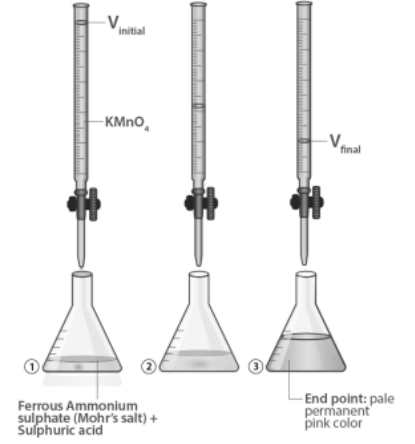 V initial
KMnO₄
V final
1
2
3
Ferrous Ammonium
sulphate (Mohr's salt) +
Sulphuric acid
End point: pale
permanent
pink color